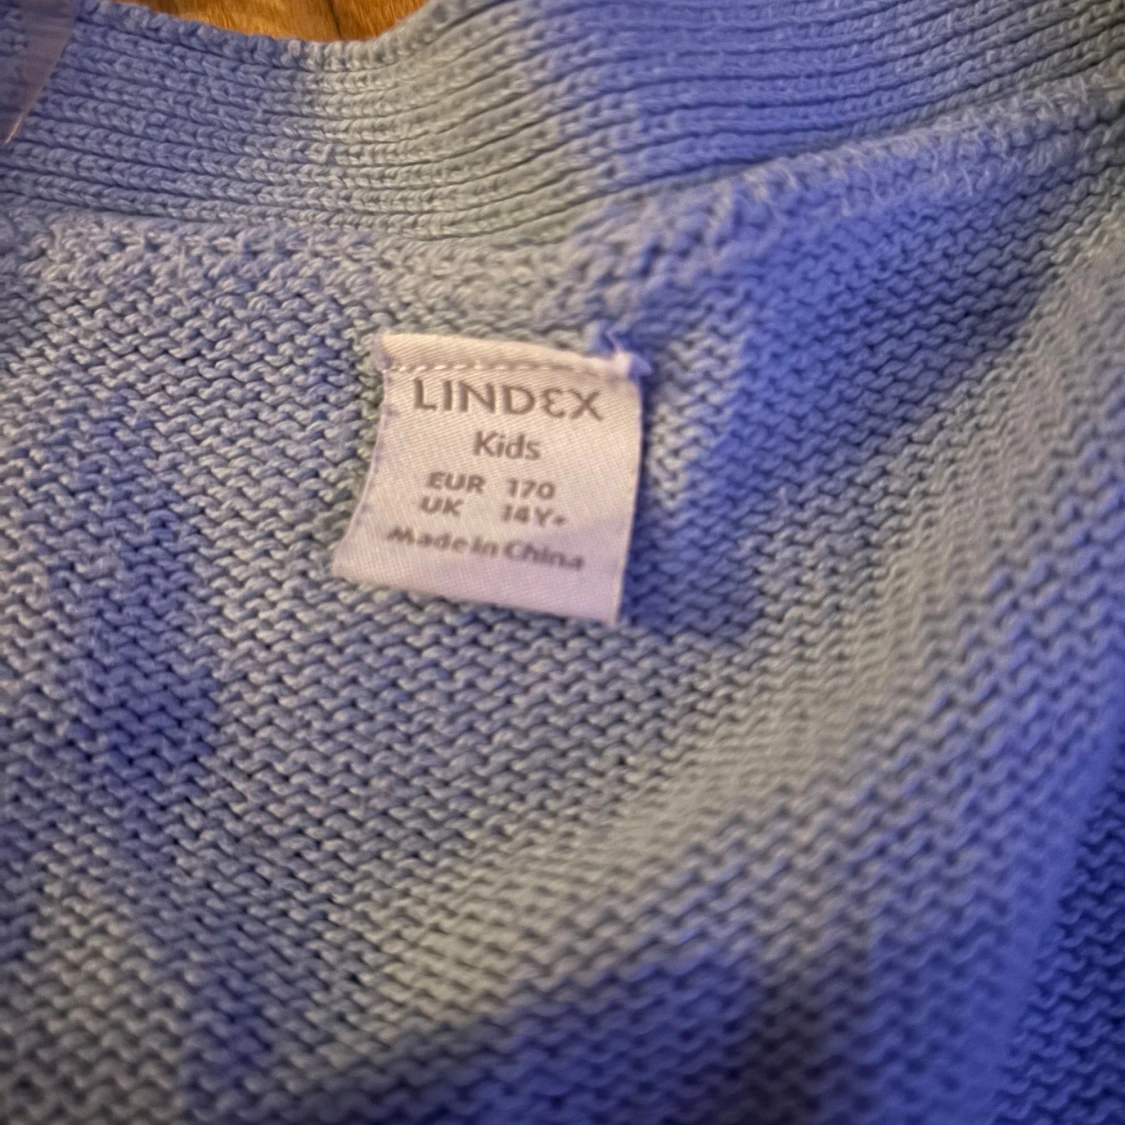 LINDEX
Kids
EUR 170
UK 14Y+
Made in China